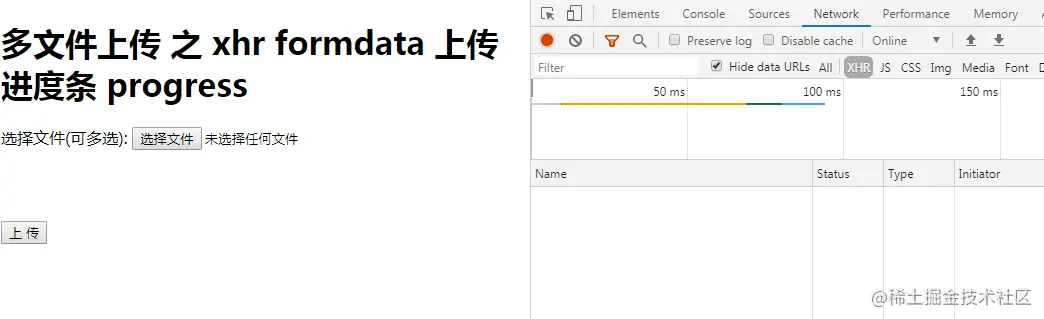 多文件上传 之 xhr formdata 上传
进度条 progress
选择文件(可多选): 选择文件 未选择任何文件
上 传
Elements Console Sources Network Performance Memory
Preserve log Disable cache Online
Filter Hide data URLs All XHR JS CSS Img Media Font
50 ms 100 ms 150 ms
Name Status Type Initiator
@稀土掘金技术社区